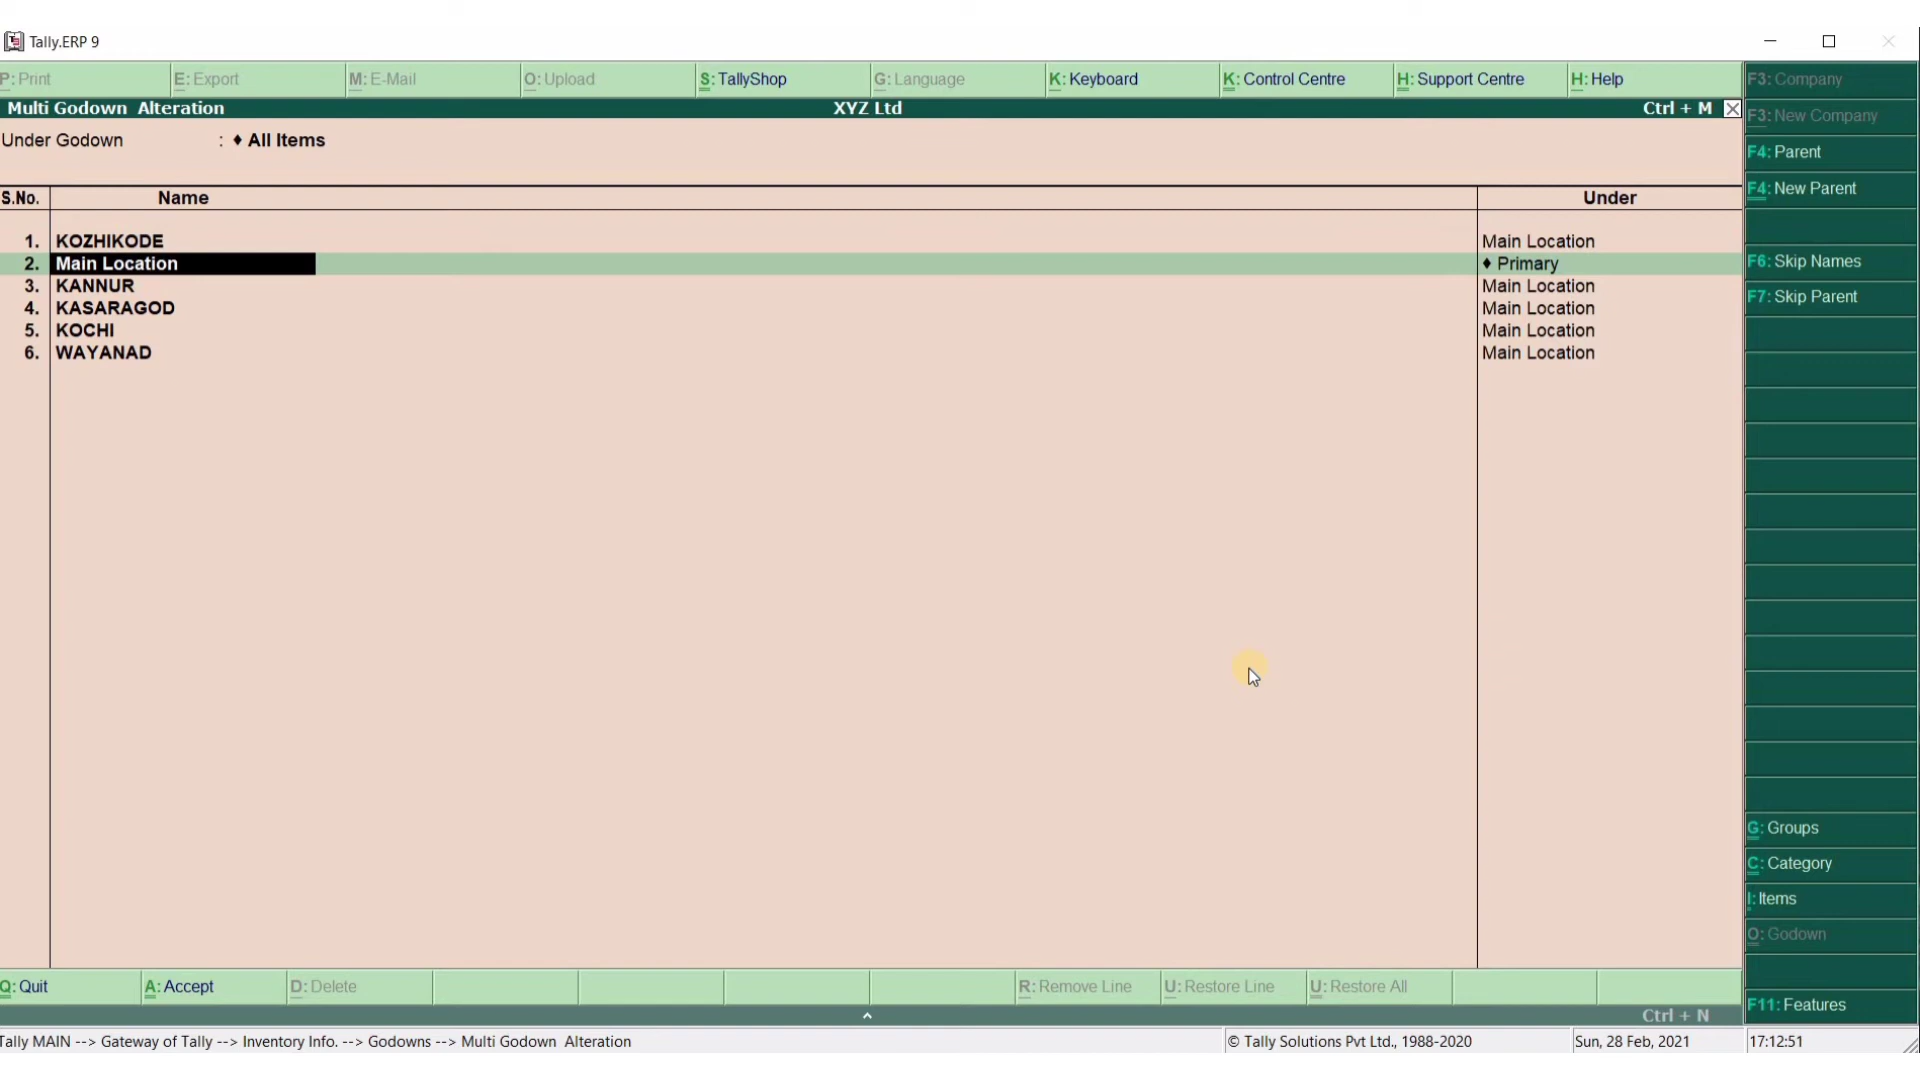 Tally.ERP 9
P: Print E: Export M: E-Mail O: Upload S: TallyShop G: Language K: Keyboard K: Control Centre H: Support Centre H: Help F3: Company
Multi Godown Alteration XYZ Ltd Ctrl + M F3: New Company
Under Godown : ♦ All Items F4: Parent
F4: New Parent
S.No. Name Under
1. KOZHIKODE Main Location
2. Main Location ♦ Primary F6: Skip Names
3. KANNUR Main Location F7: Skip Parent
4. KASARAGOD Main Location
5. KOCHI Main Location
6. WAYANAD Main Location
G: Groups
C: Category
I: Items
O: Godown
Q: Quit A: Accept D: Delete R: Remove Line U: Restore Line U: Restore All
F11: Features
Ctrl + N
Tally MAIN --> Gateway of Tally --> Inventory Info. --> Godowns --> Multi Godown Alteration © Tally Solutions Pvt Ltd., 1988-2020 Sun, 28 Feb, 2021 17:12:51